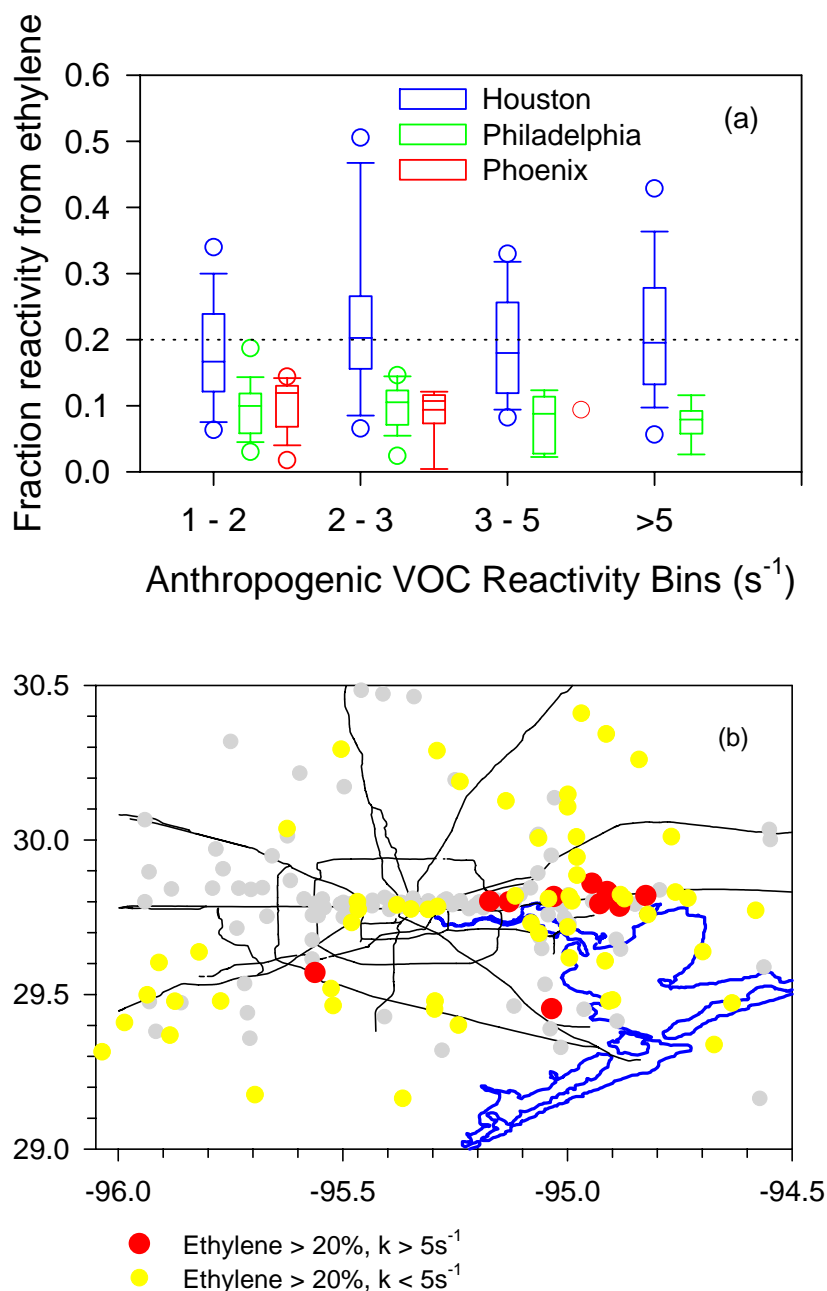 Fraction reactivity from ethylene
0.6
0.5
0.4
0.3
0.2
0.1
0.0
Houston
Philadelphia
Phoenix
(a)
1 - 2
2 - 3
3 - 5
>5
Anthropogenic VOC Reactivity Bins (s⁻¹)
30.5
30.0
29.5
29.0
(b)
-96.0
-95.5
-95.0
-94.5
Ethylene > 20%, k > 5s⁻¹
Ethylene > 20%, k < 5s⁻¹